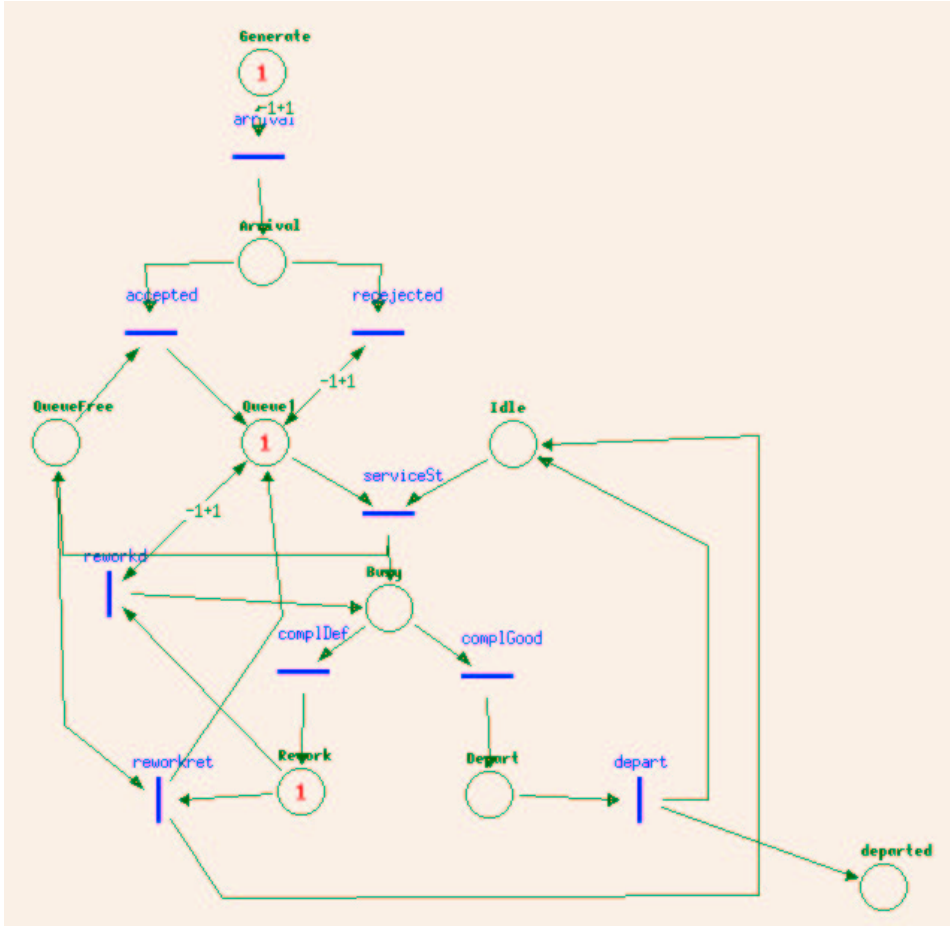 Generate
1
-1+1
arrival
Arrival
accepted
recejected
-1+1
QueueFree
Queue1
Idle
1
serviceSt
-1+1
reworkd
Busy
complDef
complGood
reworkret
Rework
Depart
depart
1
departed